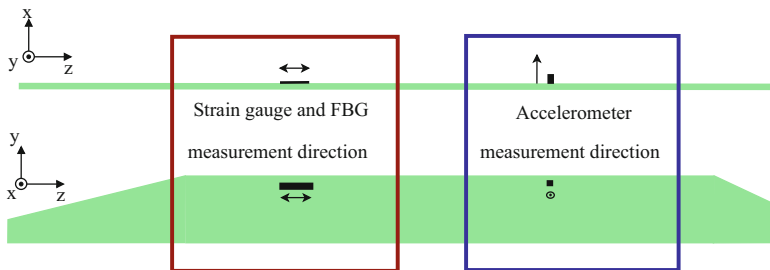 x
y
z
Strain gauge and FBG
measurement direction
Accelerometer
measurement direction
y
x
z